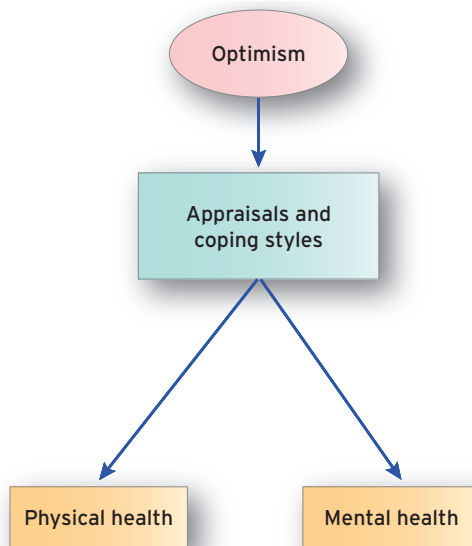 Optimism
Appraisals and
coping styles
Physical health
Mental health